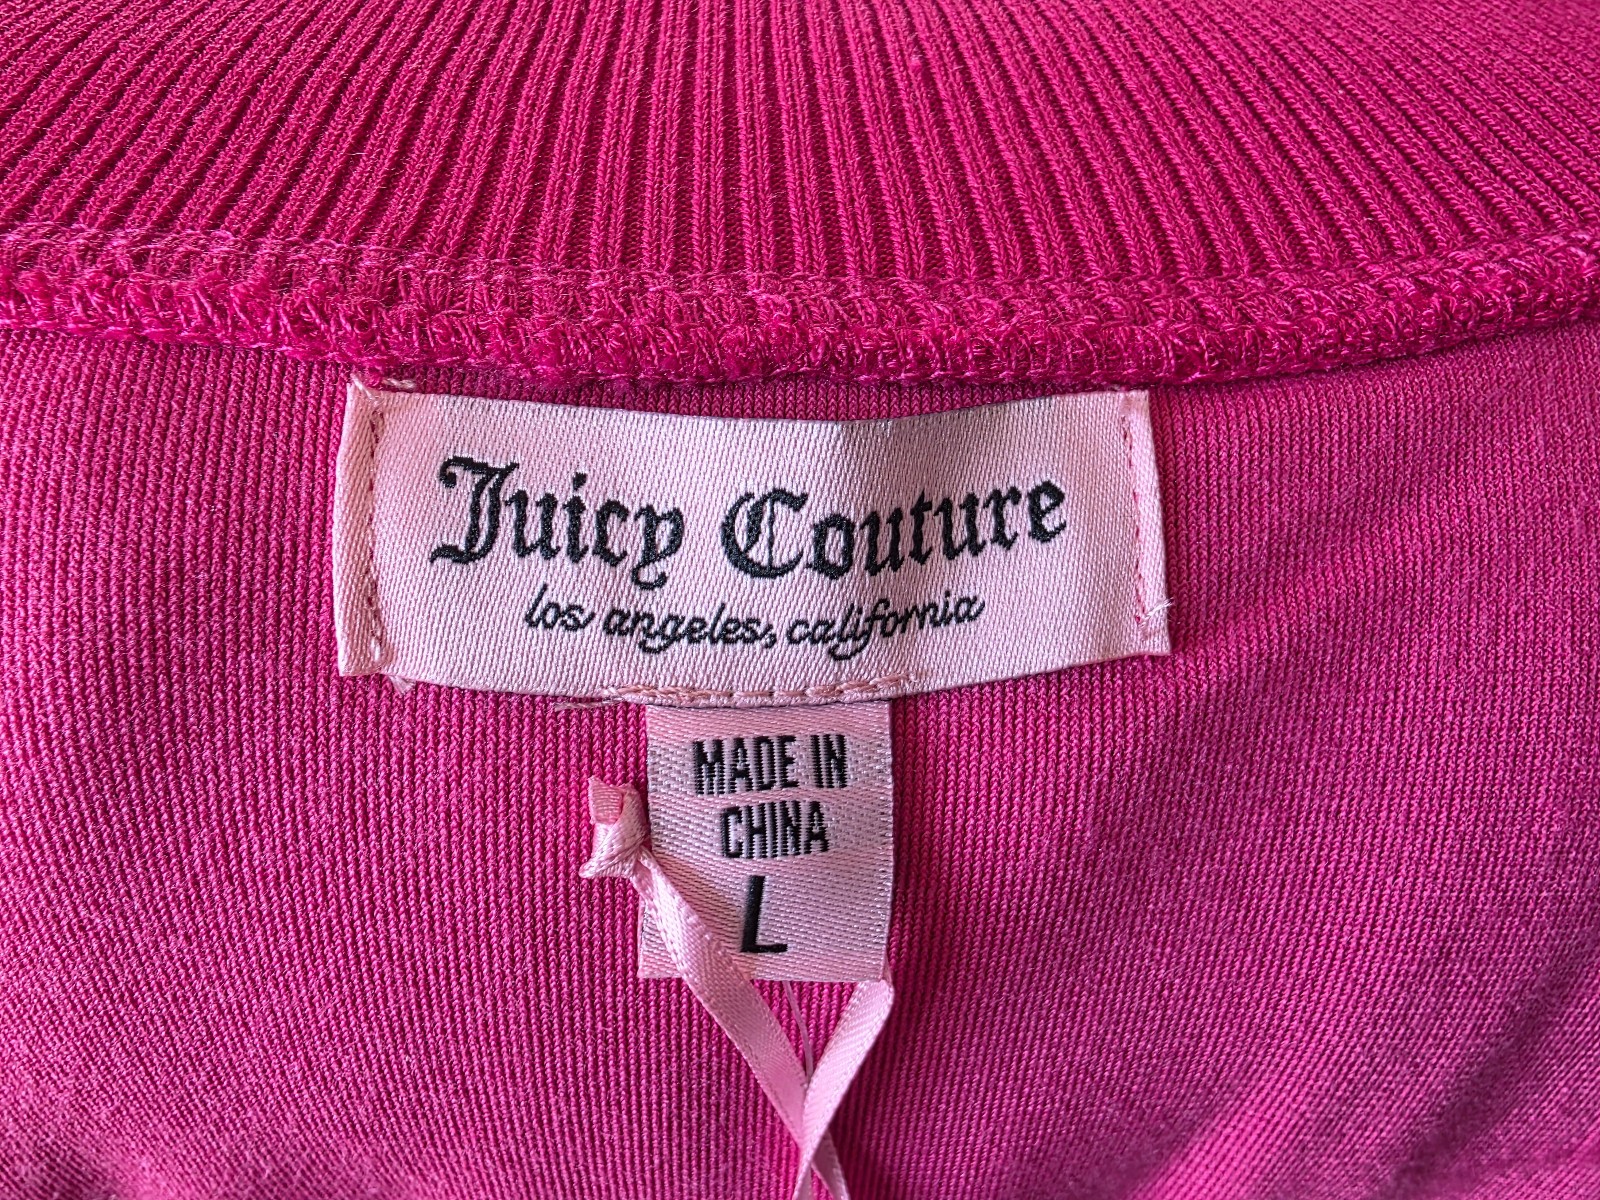 Juicy Couture
los angeles, california
MADE IN
CHINA
L